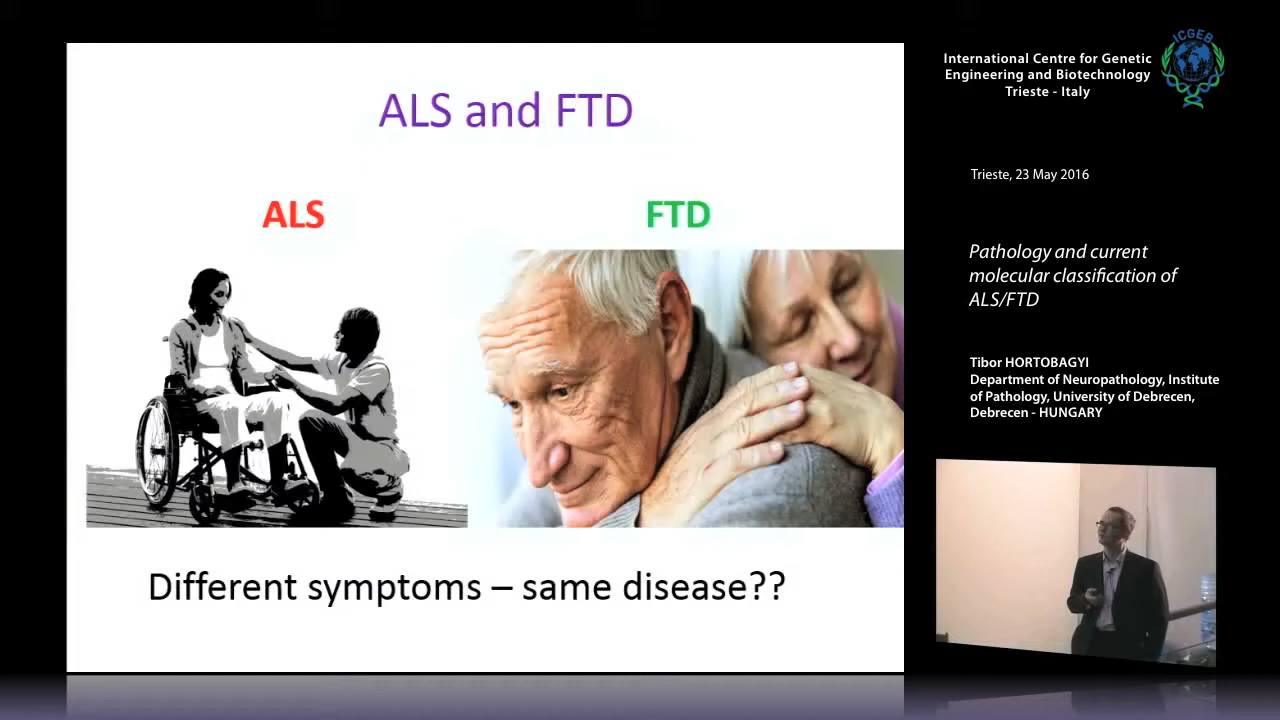 ALS and FTD
ALS
FTD
Different symptoms – same disease??
International Centre for Genetic
Engineering and Biotechnology
Trieste - Italy
ICGEB
Trieste, 23 May 2016
Pathology and current
molecular classification of
ALS/FTD
Tibor HORTOBAGYI
Department of Neuropathology, Institute
of Pathology, University of Debrecen,
Debrecen - HUNGARY